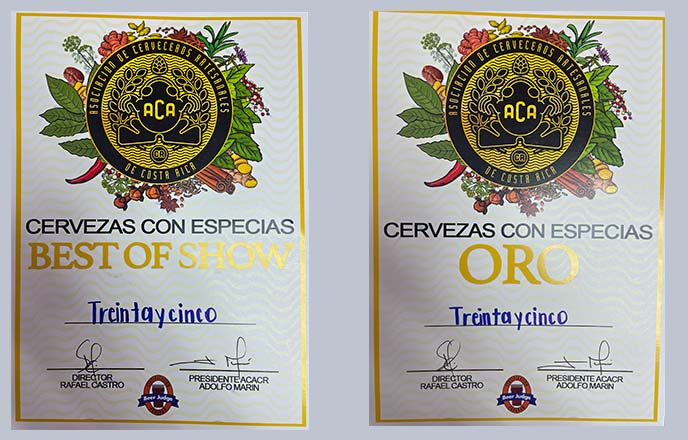 ASOCIACION DE CERVECEROS ARTESANALES
ACA
CR
DE COSTA RICA
CERVEZAS CON ESPECIAS
BEST OF SHOW
Treintaycinco
DIRECTOR
RAFAEL CASTRO
PRESIDENTE ACACR
ADOLFO MARIN
Beer Judge
ASOCIACION DE CERVECEROS ARTESANALES
ACA
CR
DE COSTA RICA
CERVEZAS CON ESPECIAS
ORO
Treintaycinco
DIRECTOR
RAFAEL CASTRO
PRESIDENTE ACACR
ADOLFO MARIN
Beer Judge